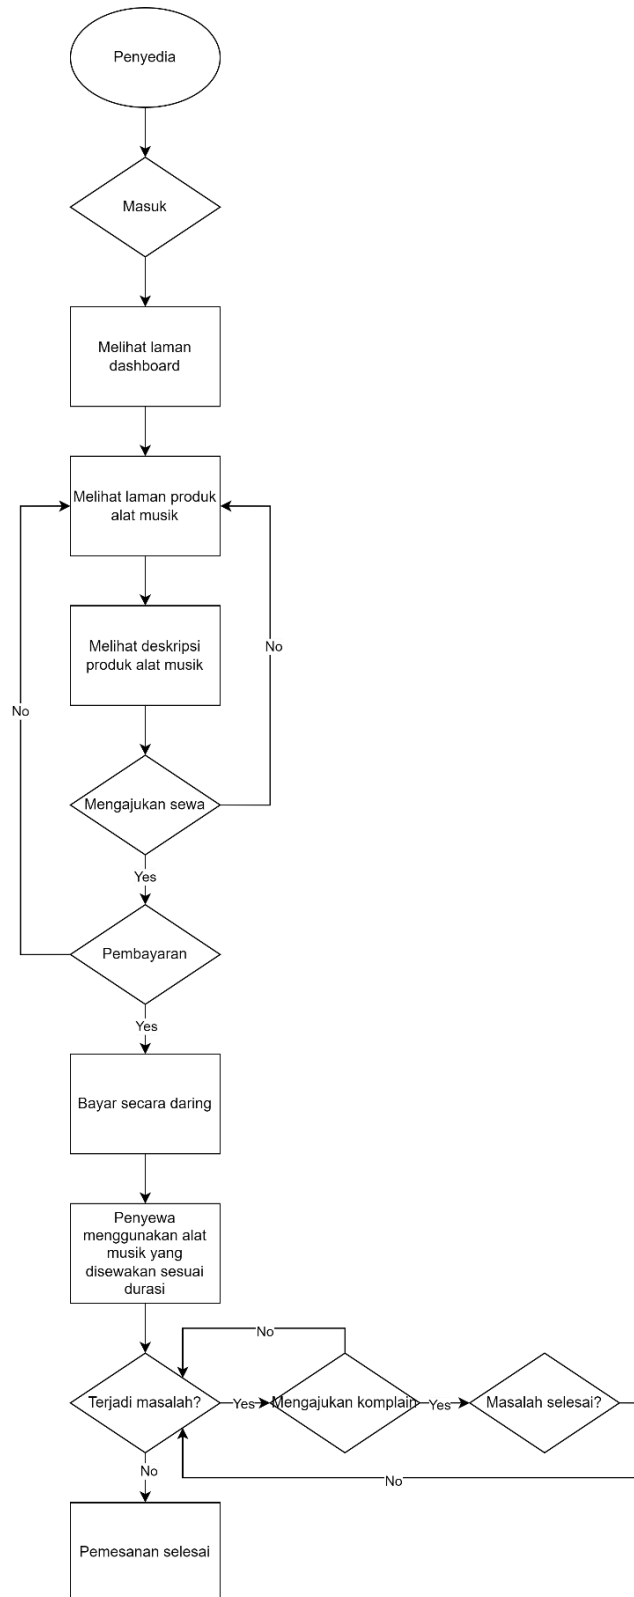 Penyedia
Masuk
Melihat laman
dashboard
Melihat laman produk
alat musik
Melihat deskripsi
produk alat musik
No
No
Mengajukan sewa
Yes
Pembayaran
Yes
Bayar secara daring
Penyewa
menggunakan alat
musik yang
disewakan sesuai
durasi
No
Terjadi masalah?
Yes
Mengajukan komplain
Yes
Masalah selesai?
No
No
Pemesanan selesai